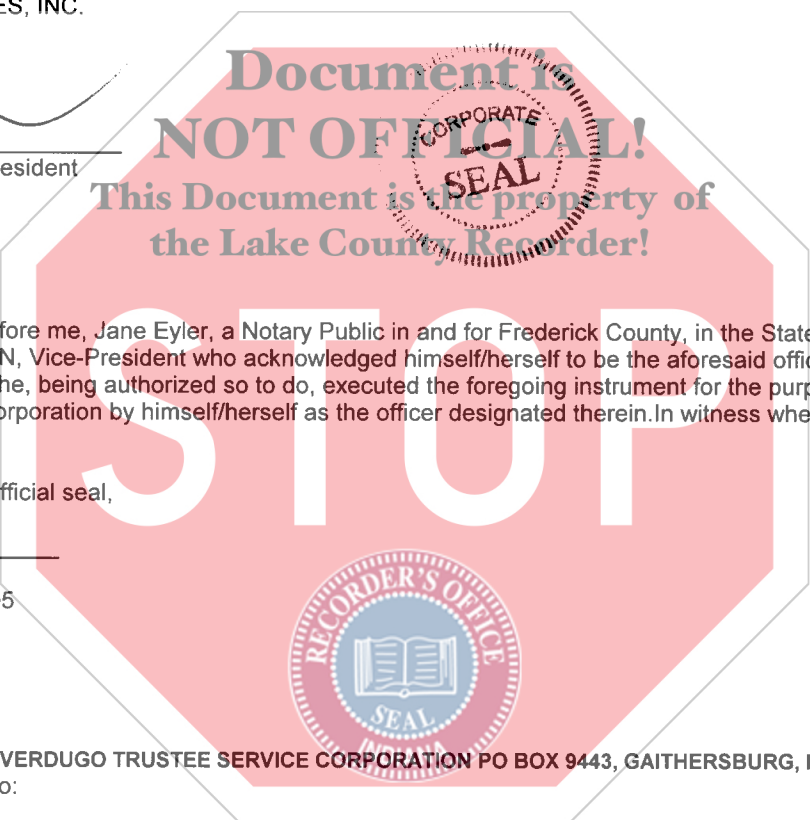 ES, INC.
Document is
NOT OFFICIAL!
CORPORATE
SEAL
esident
This Document is the property of
the Lake County Recorder!
STOP
fore me, Jane Eyler, a Notary Public in and for Frederick County, in the State
N, Vice-President who acknowledged himself/herself to be the aforesaid offic
he, being authorized so to do, executed the foregoing instrument for the purp
orporation by himself/herself as the officer designated therein.In witness whe
fficial seal,
5
RECORDER'S OFFICE
SEAL
INDIANA
VERDUGO TRUSTEE SERVICE CORPORATION PO BOX 9443, GAITHERSBURG,
o: